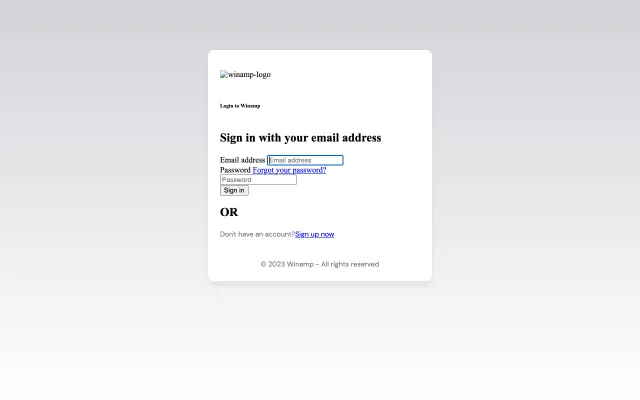 winamp-logo
Login to Winamp
Sign in with your email address
Email address Email address
Password Forgot your password?
Password
Sign in
OR
Don't have an account?Sign up now
© 2023 Winamp - All rights reserved